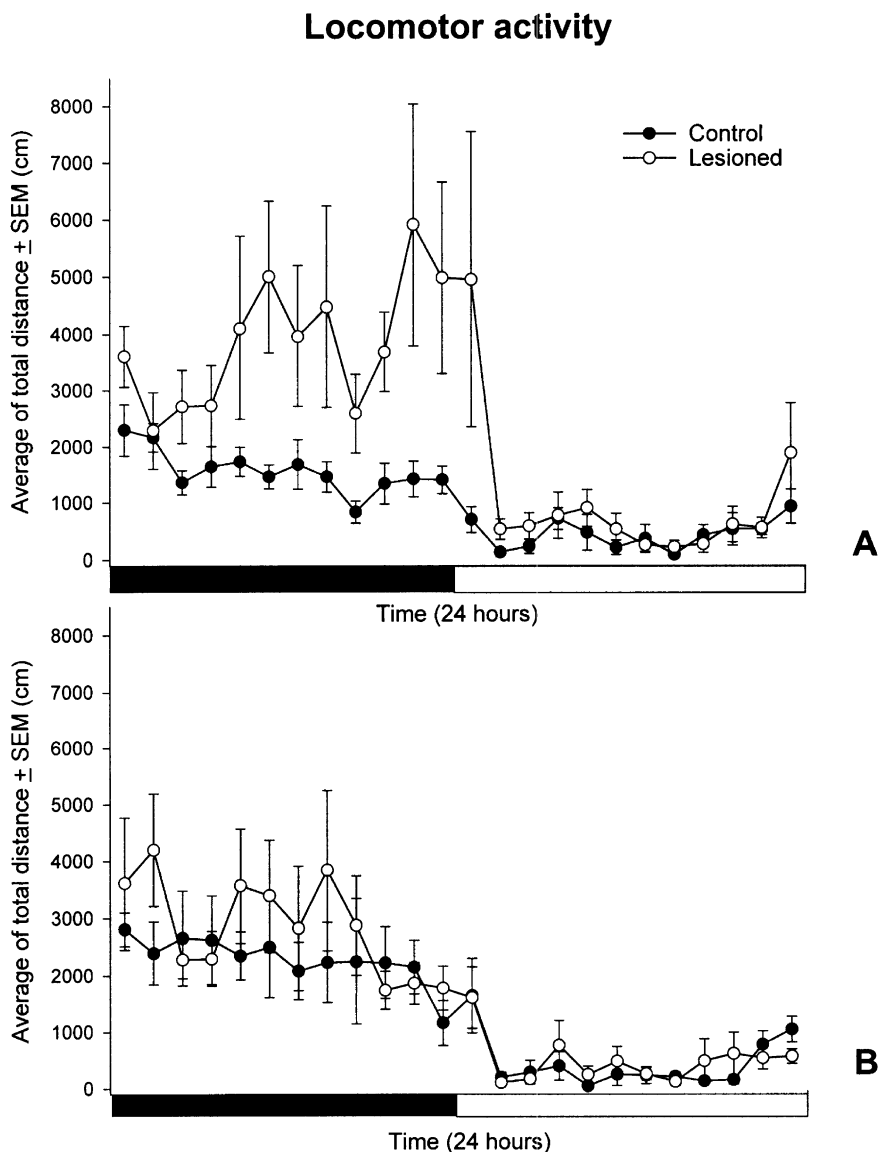 Locomotor activity
Average of total distance ± SEM (cm)
8000
7000
6000
5000
4000
3000
2000
1000
0
Control
Lesioned
A
Time (24 hours)
Average of total distance ± SEM (cm)
8000
7000
6000
5000
4000
3000
2000
1000
0
B
Time (24 hours)